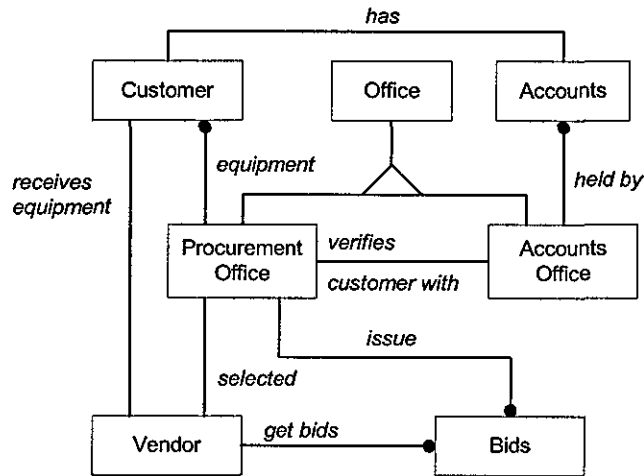 has
Customer
Office
Accounts
receives
equipment
equipment
held by
Procurement
Office
verifies
customer with
Accounts
Office
issue
selected
Vendor
get bids
Bids